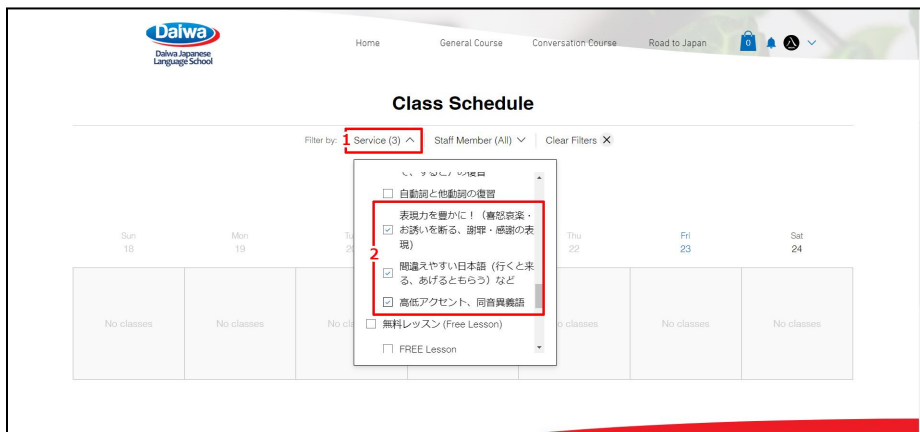 Daiwa
Daiwa Japanese
Language School
Home
General Course
Conversation Course
Road to Japan
0
Class Schedule
Filter by:
1
Service (3)
Staff Member (All)
Clear Filters X
自動詞と他動詞の復習
表現力を豊かに！（喜怒哀楽・
お誘いを断る、謝罪・感謝の表
現)
2
間違えやすい日本語（行くと来
る、あげるともらう）など
高低アクセント、同音異義語
無料レッスン (Free Lesson)
FREE Lesson
Sun
18
Mon
19
Thu
22
Fri
23
Sat
24
No classes
No classes
No classes
No classes